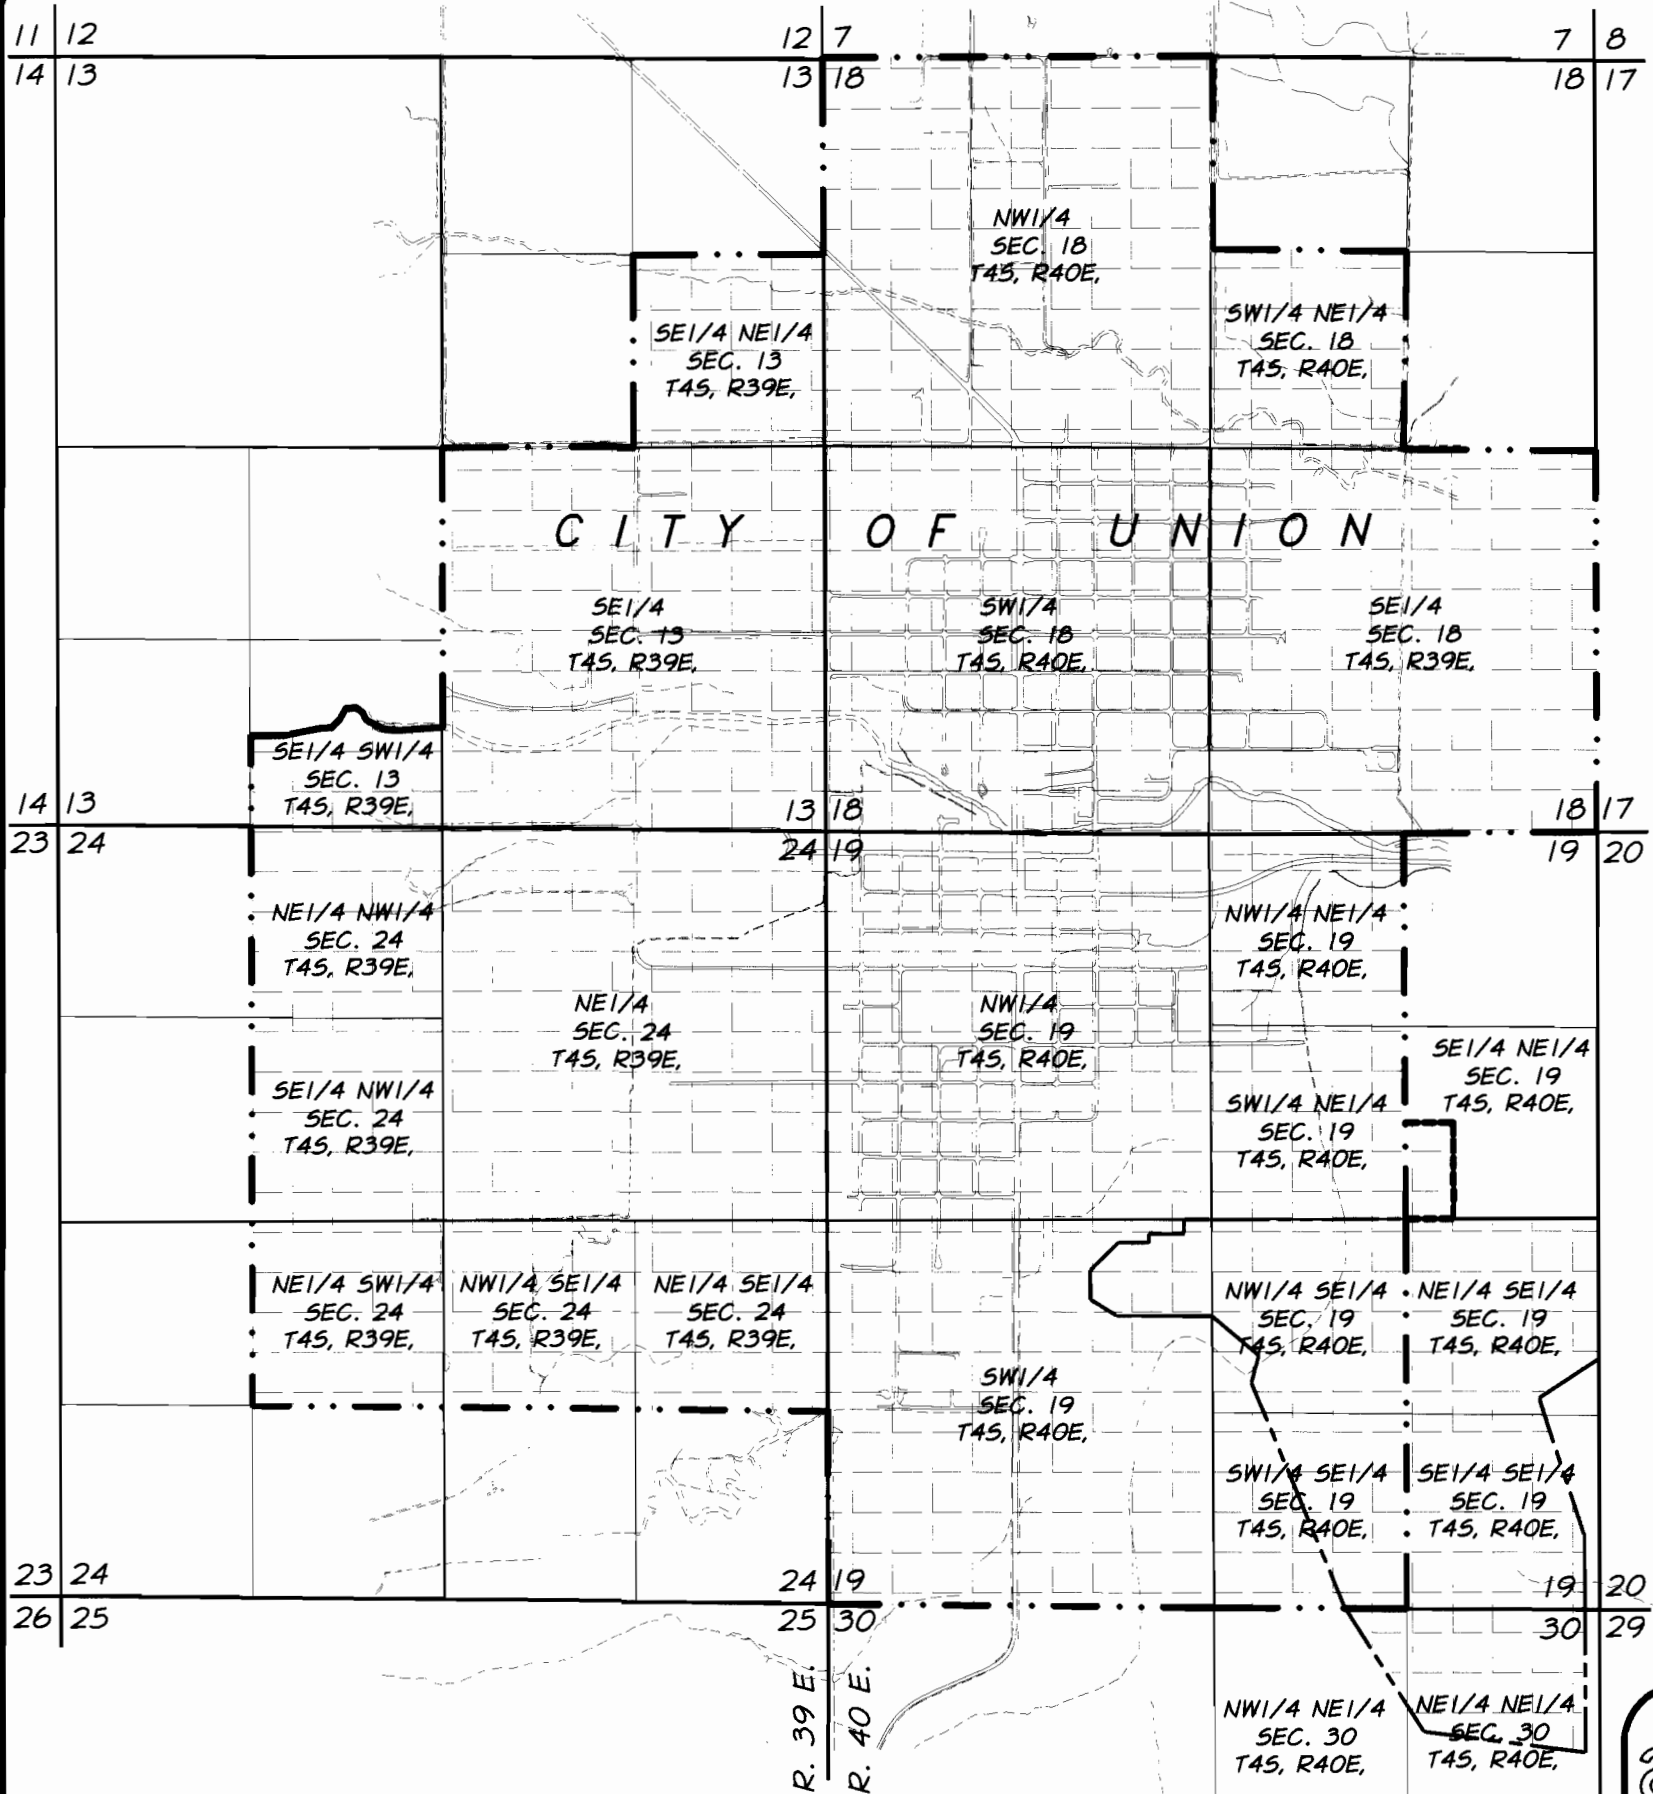 11 12 12 7 7 8
14 13 13 18 18 17
NW1/4
SEC. 18
T4S, R40E,
SE1/4 NE1/4
SEC. 13
T4S, R39E,
SW1/4 NE1/4
SEC. 18
T4S, R40E,
CITY OF UNION
SE1/4
SEC. 13
T4S, R39E,
SW1/4
SEC. 18
T4S, R40E,
SE1/4
SEC. 18
T4S, R39E,
SE1/4 SW1/4
SEC. 13
T4S, R39E,
14 13 13 18 18 17
23 24 24 19 19 20
NE1/4 NW1/4
SEC. 24
T4S, R39E,
NW1/4 NE1/4
SEC. 19
T4S, R40E,
NE1/4
SEC. 24
T4S, R39E,
NW1/4
SEC. 19
T4S, R40E,
SE1/4 NE1/4
SEC. 19
T4S, R40E,
SE1/4 NW1/4
SEC. 24
T4S, R39E,
SW1/4 NE1/4
SEC. 19
T4S, R40E,
NE1/4 SW1/4
SEC. 24
T4S, R39E,
NW1/4 SE1/4
SEC. 24
T4S, R39E,
NE1/4 SE1/4
SEC. 24
T4S, R39E,
NW1/4 SE1/4
SEC. 19
T4S, R40E,
NE1/4 SE1/4
SEC. 19
T4S, R40E,
SW1/4
SEC. 19
T4S, R40E,
SW1/4 SE1/4
SEC. 19
T4S, R40E,
SE1/4 SE1/4
SEC. 19
T4S, R40E,
23 24 24 19 19 20
26 25 25 30 30 29
R. 39 E.
R. 40 E.
NW1/4 NE1/4
SEC. 30
T4S, R40E,
NE1/4 NE1/4
SEC. 30
T4S, R40E,